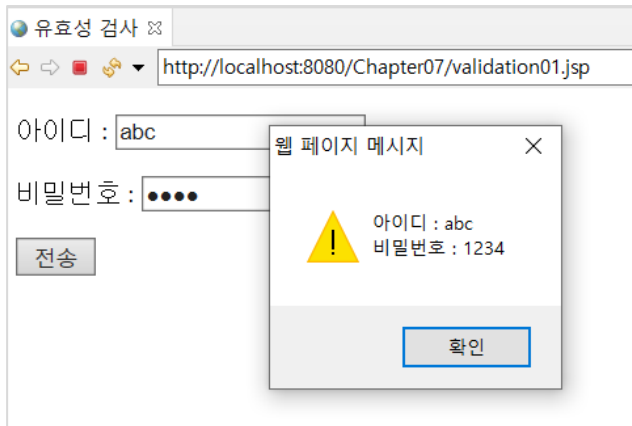 유효성 검사
http://localhost:8080/Chapter07/validation01.jsp
아이디 : abc
비밀번호 : ●●●●
전송
웹 페이지 메시지
아이디 : abc
비밀번호 : 1234
확인